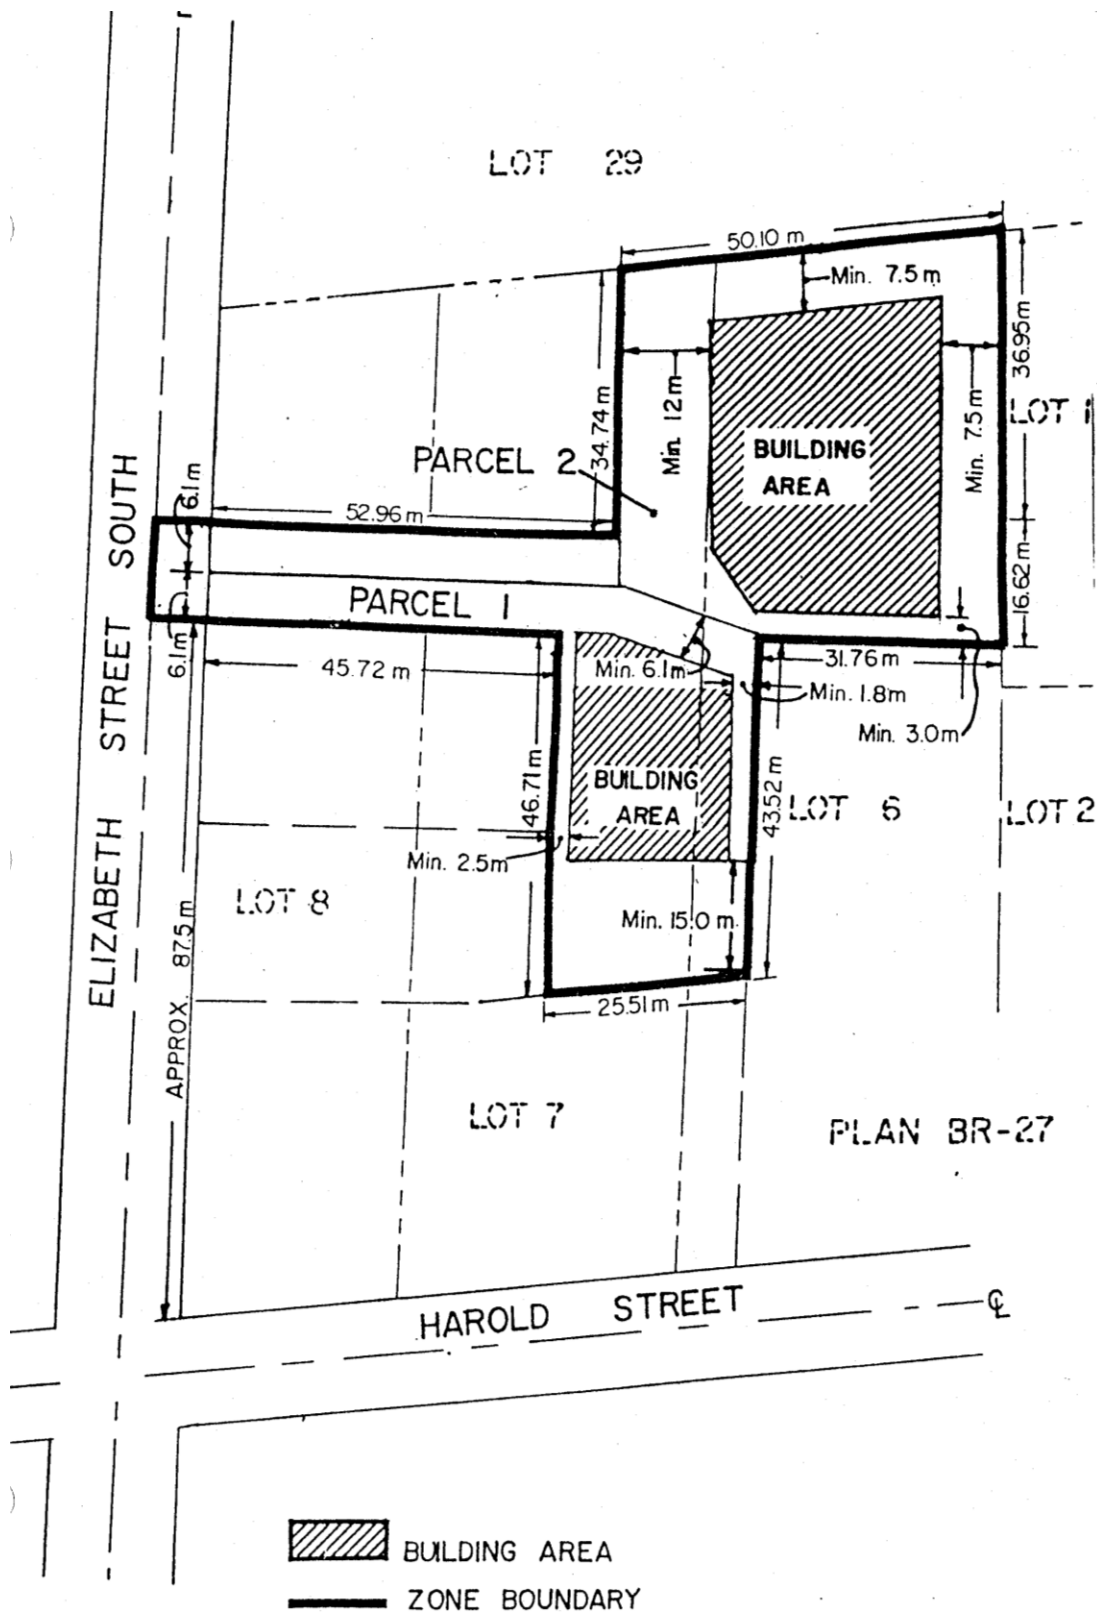 LOT 29
50.10 m
Min. 7.5 m
36.95m
34.74 m
Min. 12m
Min. 7.5m
LOT 1
BUILDING
AREA
PARCEL 2
6.1m
52.96 m
16.62m
PARCEL 1
6.1m
45.72 m
Min. 6.1m
31.76 m
Min. 1.8m
Min. 3.0m
ELIZABETH STREET SOUTH
46.71 m
BUILDING
AREA
43.52 m
LOT 6
LOT 2
Min. 2.5m
LOT 8
APPROX. 87.5 m
Min. 15.0 m.
25.51 m
LOT 7
PLAN BR-27
HAROLD STREET
℄
BUILDING AREA
ZONE BOUNDARY